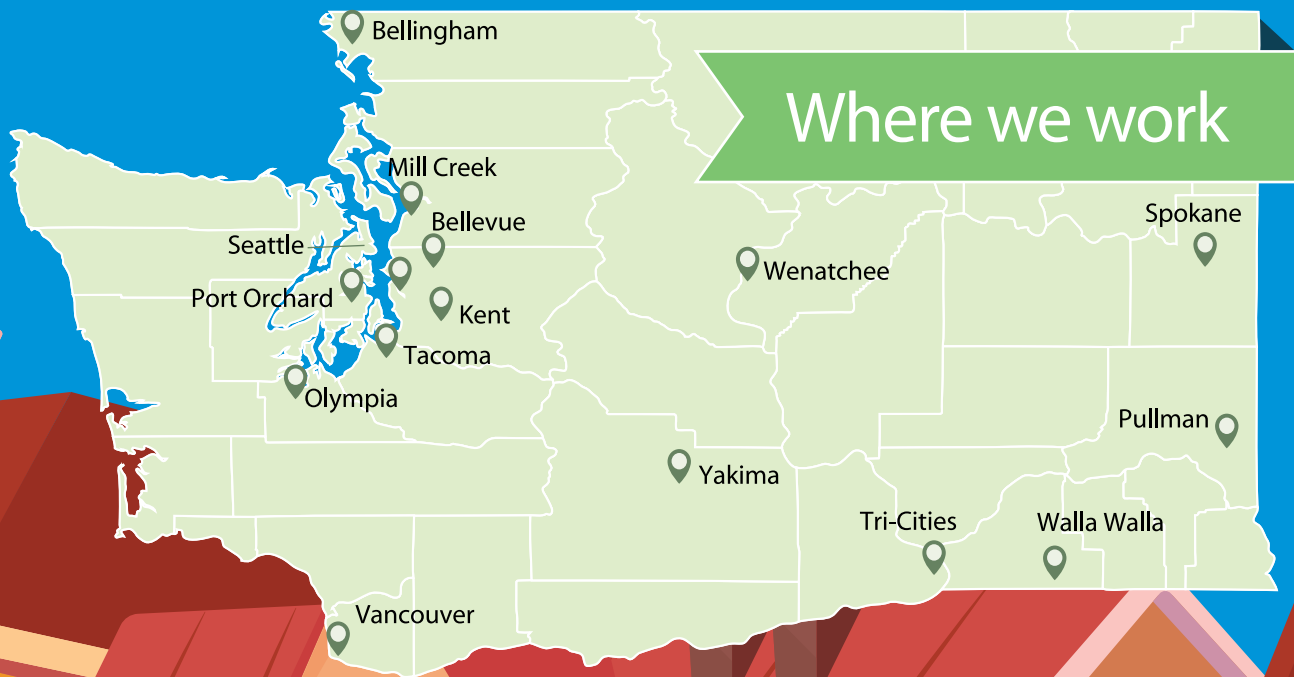 Bellingham
Where we work
Mill Creek
Bellevue
Spokane
Seattle
Wenatchee
Port Orchard
Kent
Tacoma
Olympia
Pullman
Yakima
Tri-Cities
Walla Walla
Vancouver